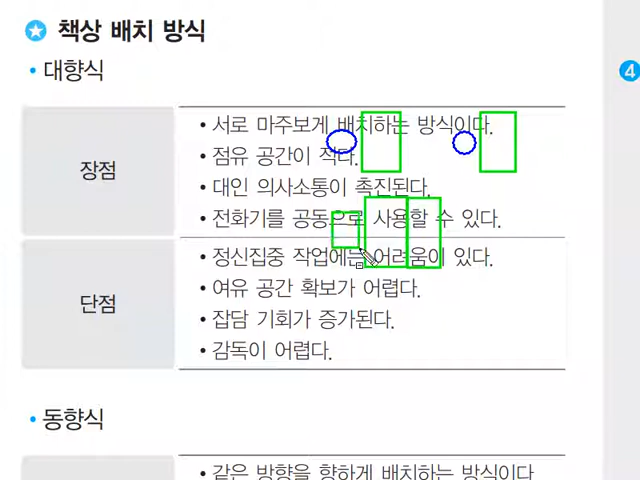 책상 배치 방식
• 대향식
4
장점
• 서로 마주보게 배치하는 방식이다.
• 점유 공간이 적다.
• 대인 의사소통이 촉진된다.
• 전화기를 공동으로 사용할 수 있다.
단점
• 정신집중 작업에는 어려움이 있다.
• 여유 공간 확보가 어렵다.
• 잡담 기회가 증가된다.
• 감독이 어렵다.
• 동향식
• 같은 방향을 향하게 배치하는 방식이다